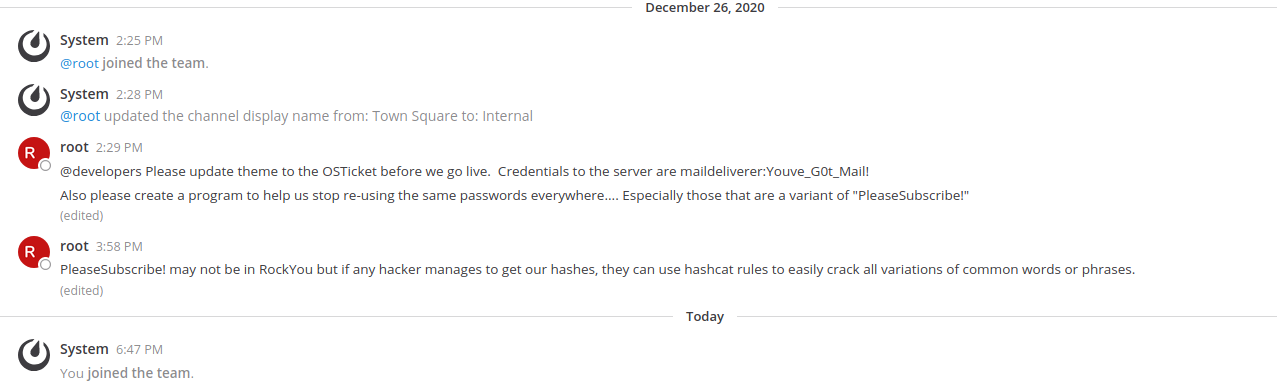 December 26, 2020
System 2:25 PM
@root joined the team.
System 2:28 PM
@root updated the channel display name from: Town Square to: Internal
R
root 2:29 PM
@developers Please update theme to the OSTicket before we go live.  Credentials to the server are maildeliverer:Youve_G0t_Mail!
Also please create a program to help us stop re-using the same passwords everywhere.... Especially those that are a variant of "PleaseSubscribe!"
(edited)
R
root 3:58 PM
PleaseSubscribe! may not be in RockYou but if any hacker manages to get our hashes, they can use hashcat rules to easily crack all variations of common words or phrases.
(edited)
Today
System 6:47 PM
You joined the team.